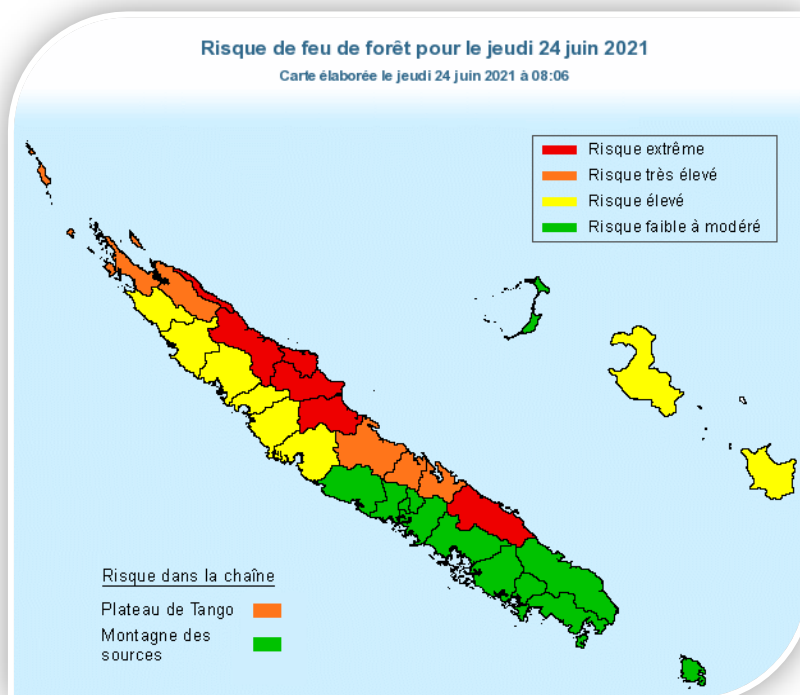 Risque de feu de forêt pour le jeudi 24 juin 2021
Carte élaborée le jeudi 24 juin 2021 à 08:06
Risque extrême
Risque très élevé
Risque élevé
Risque faible à modéré
Risque dans la chaîne
Plateau de Tango
Montagne des
sources